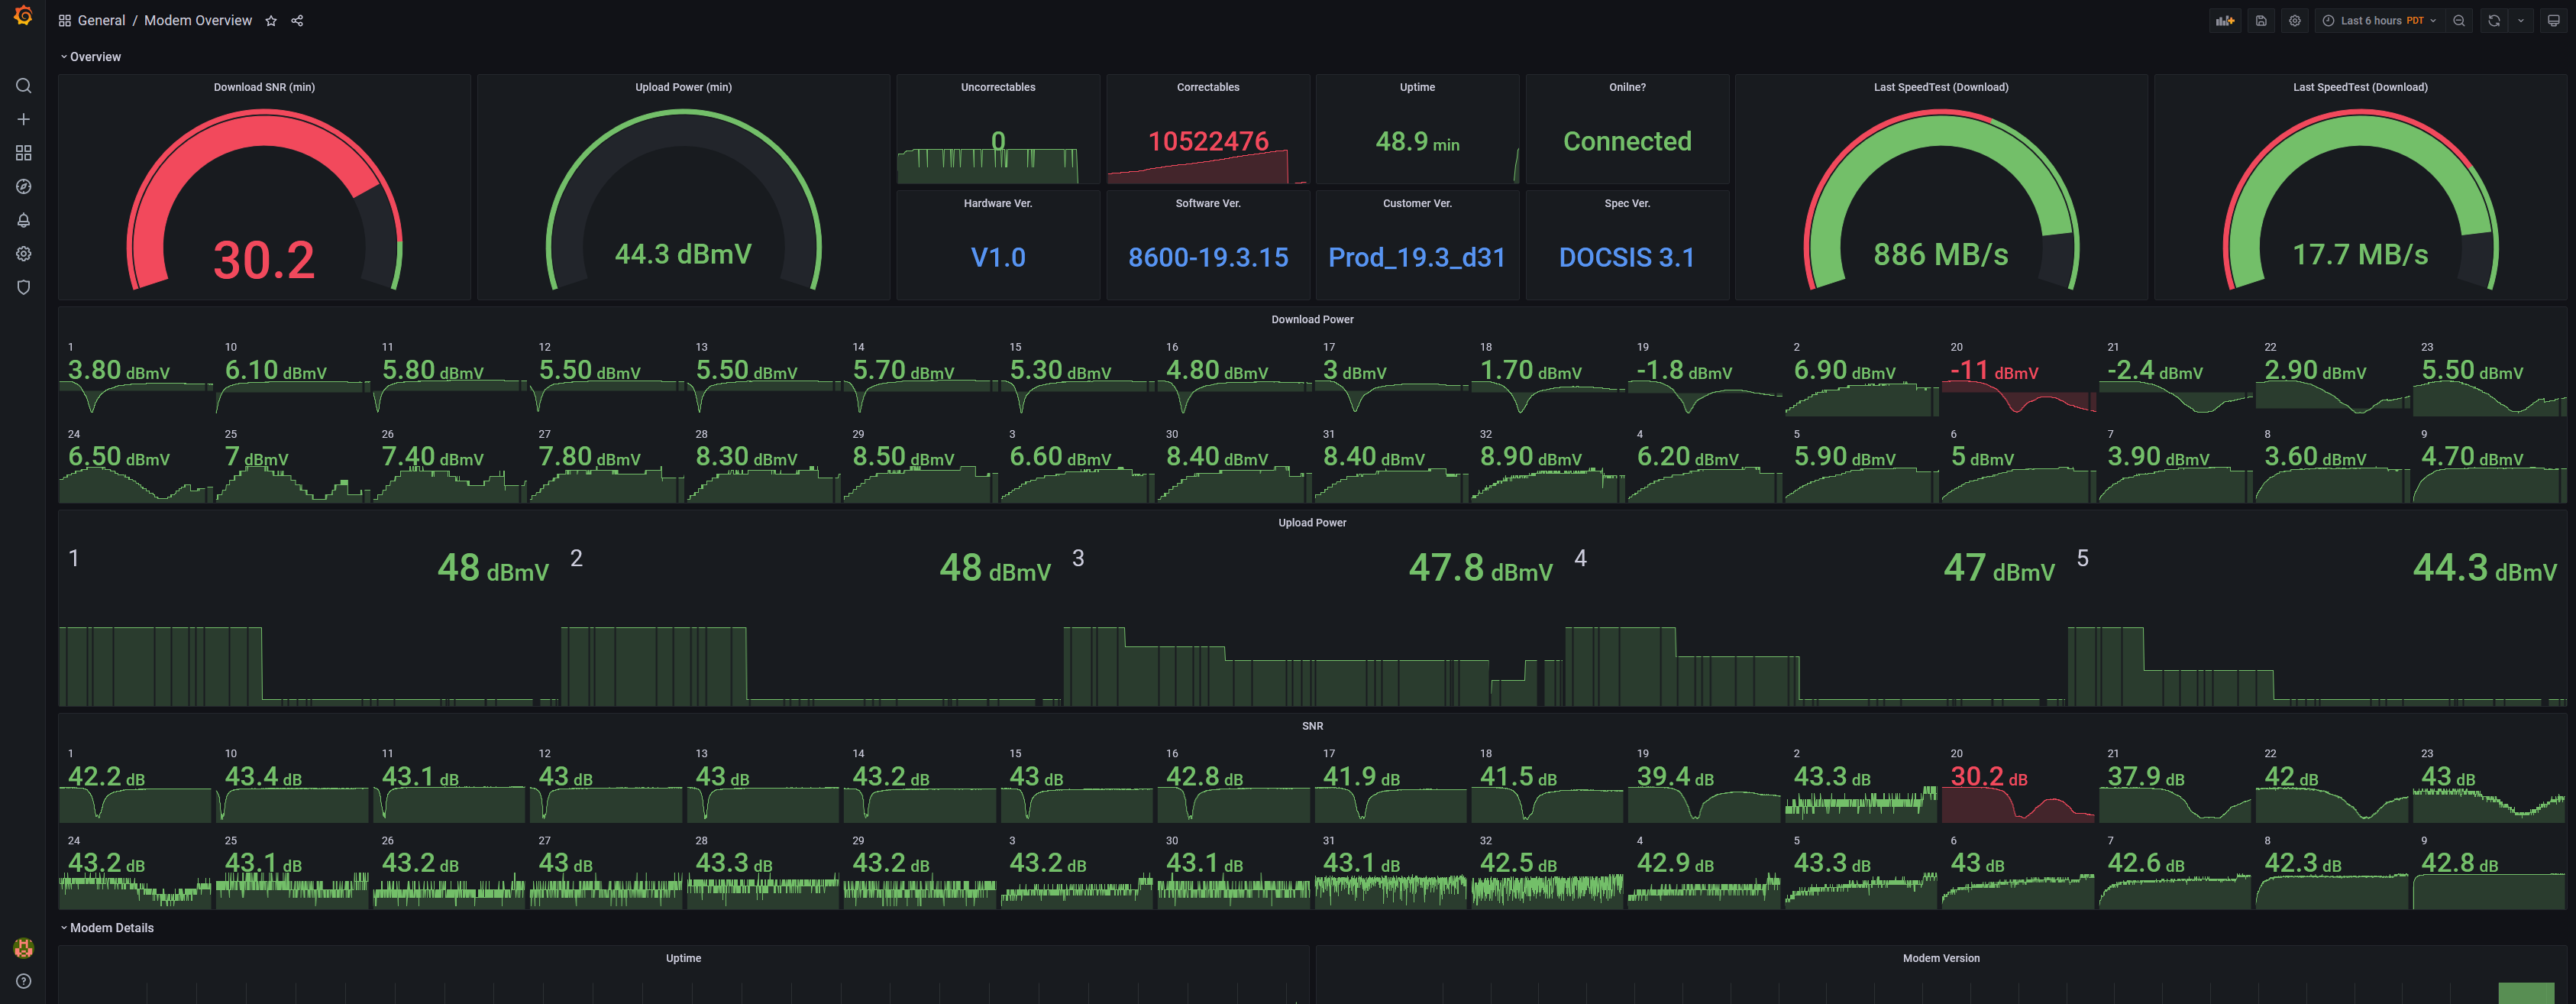 General / Modem Overview
Last 6 hours PDT
Overview
Download SNR (min)
30.2
Upload Power (min)
44.3 dBmV
Uncorrectables
0
Correctables
10522476
Uptime
48.9 min
Onilne?
Connected
Hardware Ver.
V1.0
Software Ver.
8600-19.3.15
Customer Ver.
Prod_19.3_d31
Spec Ver.
DOCSIS 3.1
Last SpeedTest (Download)
886 MB/s
Last SpeedTest (Download)
17.7 MB/s
Download Power
1 10 11 12 13 14 15 16 17 18 19 2 20 21 22 23
3.80 dBmV 6.10 dBmV 5.80 dBmV 5.50 dBmV 5.50 dBmV 5.70 dBmV 5.30 dBmV 4.80 dBmV 3 dBmV 1.70 dBmV -1.8 dBmV 6.90 dBmV -11 dBmV -2.4 dBmV 2.90 dBmV 5.50 dBmV
24 25 26 27 28 29 3 30 31 32 4 5 6 7 8 9
6.50 dBmV 7 dBmV 7.40 dBmV 7.80 dBmV 8.30 dBmV 8.50 dBmV 6.60 dBmV 8.40 dBmV 8.40 dBmV 8.90 dBmV 6.20 dBmV 5.90 dBmV 5 dBmV 3.90 dBmV 3.60 dBmV 4.70 dBmV
Upload Power
1 48 dBmV 2 48 dBmV 3 47.8 dBmV 4 47 dBmV 5 44.3 dBmV
SNR
1 10 11 12 13 14 15 16 17 18 19 2 20 21 22 23
42.2 dB 43.4 dB 43.1 dB 43 dB 43 dB 43.2 dB 43 dB 42.8 dB 41.9 dB 41.5 dB 39.4 dB 43.3 dB 30.2 dB 37.9 dB 42 dB 43 dB
24 25 26 27 28 29 3 30 31 32 4 5 6 7 8 9
43.2 dB 43.1 dB 43.2 dB 43 dB 43.3 dB 43.2 dB 43.2 dB 43.1 dB 43.1 dB 42.5 dB 42.9 dB 43.3 dB 43 dB 42.6 dB 42.3 dB 42.8 dB
Modem Details
Uptime
Modem Version